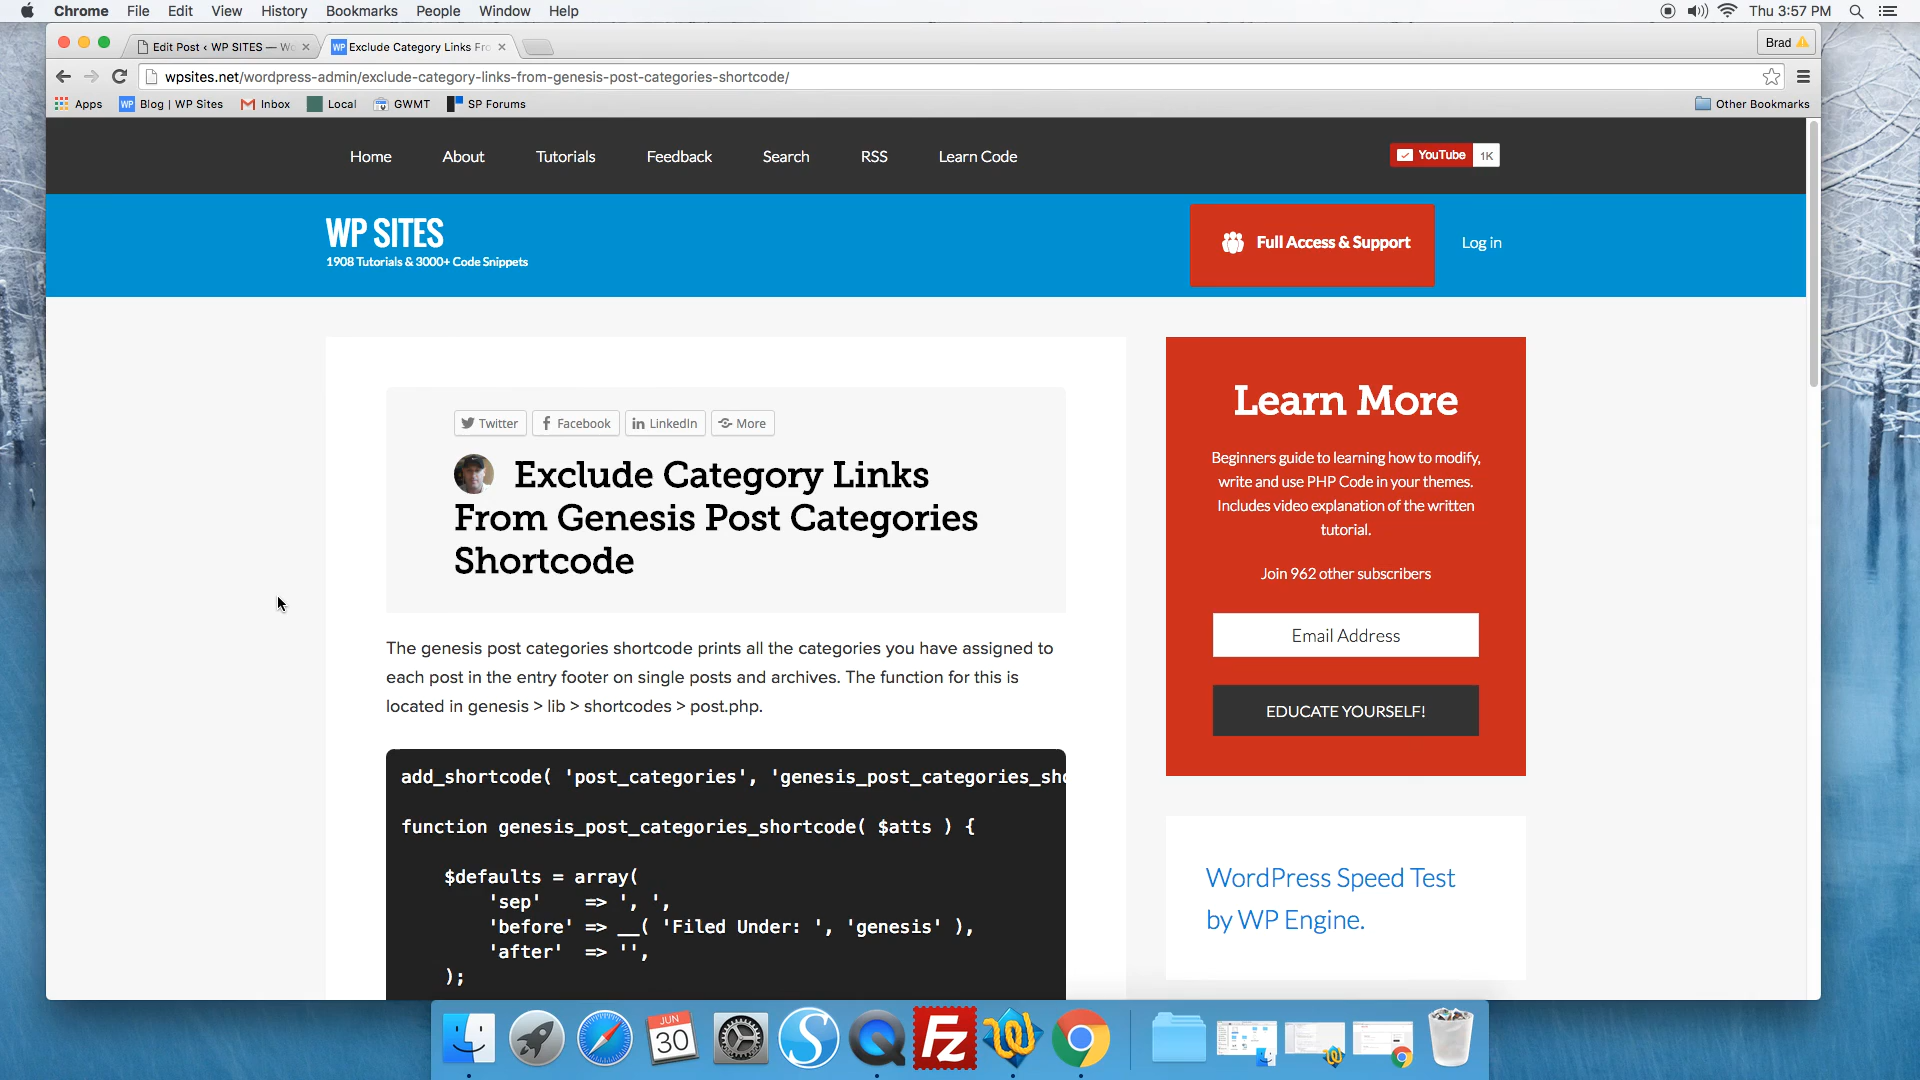 Chrome File Edit View History Bookmarks People Window Help Thu 3:57 PM
Edit Post ‹ WP SITES — Wo
WP Exclude Category Links Fro
Brad
wpsites.net/wordpress-admin/exclude-category-links-from-genesis-post-categories-shortcode/
Apps WP Blog | WP Sites Inbox Local GWMT SP Forums Other Bookmarks
Home About Tutorials Feedback Search RSS Learn Code YouTube 1K
WP SITES
1908 Tutorials & 3000+ Code Snippets
Full Access & Support
Log in
Twitter Facebook LinkedIn More
Exclude Category Links
From Genesis Post Categories
Shortcode
The genesis post categories shortcode prints all the categories you have assigned to
each post in the entry footer on single posts and archives. The function for this is
located in genesis > lib > shortcodes > post.php.
add_shortcode( 'post_categories', 'genesis_post_categories_sho
function genesis_post_categories_shortcode( $atts ) {
$defaults = array(
'sep' => ', ',
'before' => __( 'Filed Under: ', 'genesis' ),
'after' => '',
);
Learn More
Beginners guide to learning how to modify,
write and use PHP Code in your themes.
Includes video explanation of the written
tutorial.
Join 962 other subscribers
Email Address
EDUCATE YOURSELF!
WordPress Speed Test
by WP Engine.
JUN
30
FZ